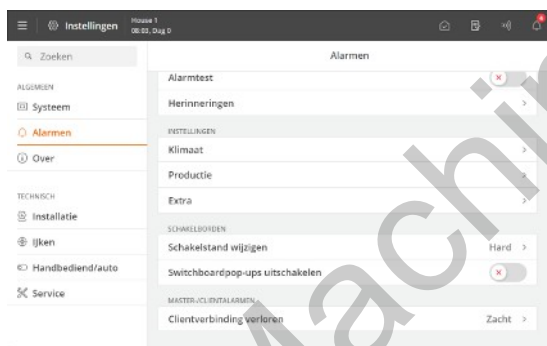 Instellingen
House 1
08:03, Dag 0
Zoeken
ALGEMEEN
Systeem
Alarmen
Over
TECHNISCH
Installatie
IJken
Handbediend/auto
Service
Alarmen
Alarmtest
Herinneringen
INSTELLINGEN
Klimaat
Productie
Extra
SCHAKELBORDEN
Schakelstand wijzigen Hard
Switchboardpop-ups uitschakelen
MASTER-/CLIENTALARMEN
Clientverbinding verloren Zacht